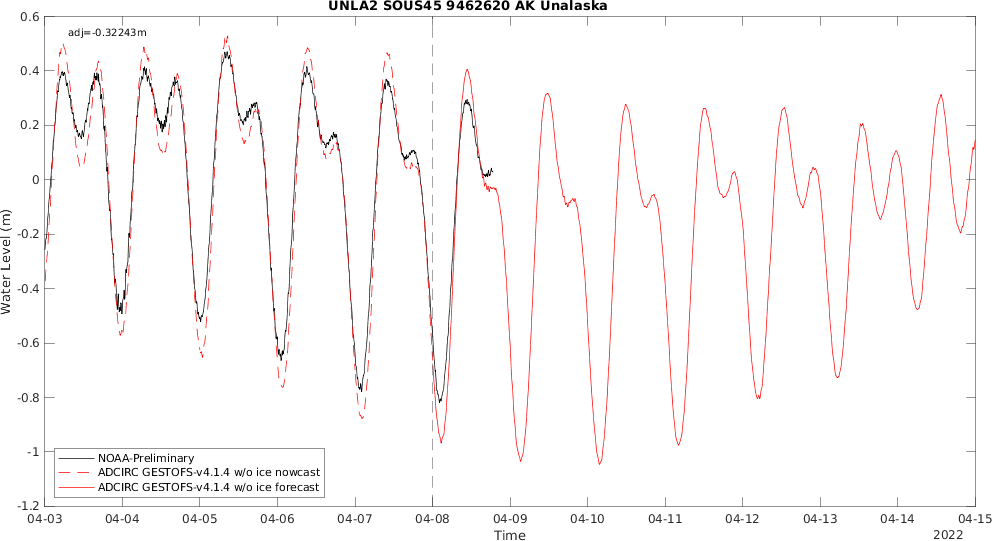 UNLA2 SOUS45 9462620 AK Unalaska
adj=-0.32243m
0.6
0.4
0.2
0
-0.2
-0.4
-0.6
-0.8
-1
-1.2
Water Level (m)
NOAA-Preliminary
ADCIRC GESTOFS-v4.1.4 w/o ice nowcast
ADCIRC GESTOFS-v4.1.4 w/o ice forecast
04-03 04-04 04-05 04-06 04-07 04-08 04-09 04-10 04-11 04-12 04-13 04-14 04-15
Time
2022